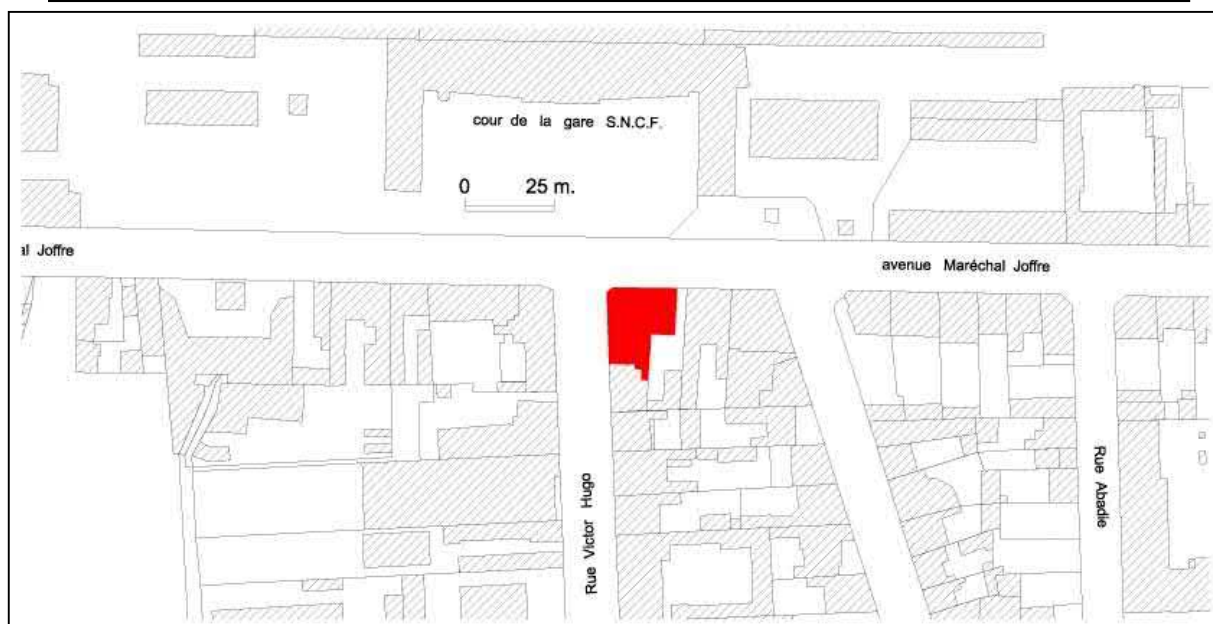 cour de la gare S.N.C.F.
0 25 m.
al Joffre
avenue Maréchal Joffre
Rue Victor Hugo
Rue Abadie